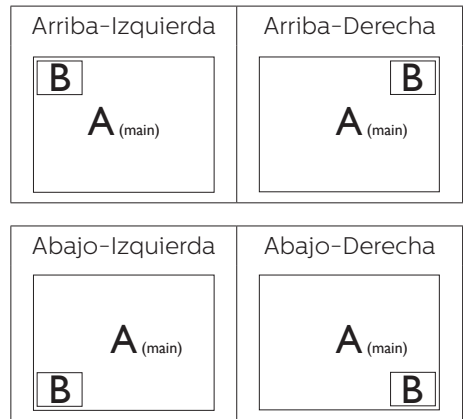 Arriba-Izquierda Arriba-Derecha
B B
A (main) A (main)
Abajo-Izquierda Abajo-Derecha
A (main) A (main)
B B